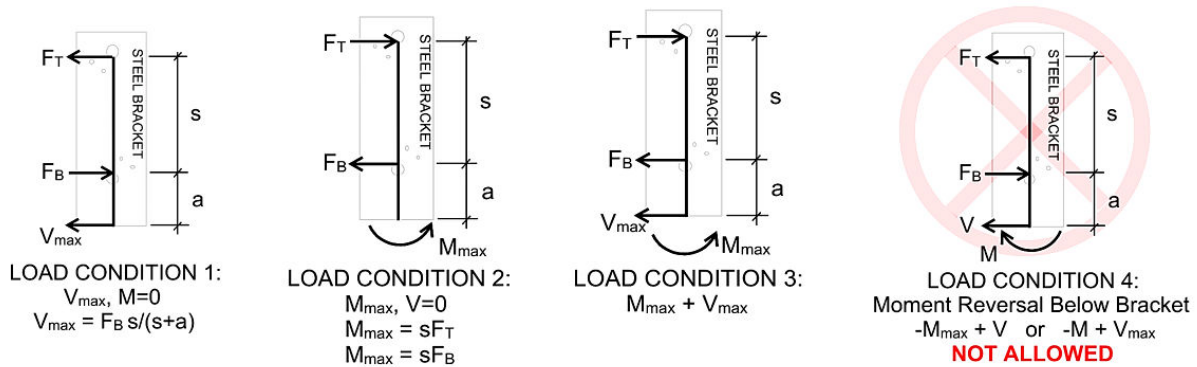 F_T
STEEL BRACKET
s
F_B
a
V_max
LOAD CONDITION 1:
V_max, M=0
V_max = F_B s/(s+a)
F_T
STEEL BRACKET
s
F_B
a
M_max
LOAD CONDITION 2:
M_max, V=0
M_max = sF_T
M_max = sF_B
F_T
STEEL BRACKET
s
F_B
a
V_max
M_max
LOAD CONDITION 3:
M_max + V_max
F_T
STEEL BRACKET
s
F_B
a
V
M
LOAD CONDITION 4:
Moment Reversal Below Bracket
-M_max + V or -M + V_max
NOT ALLOWED